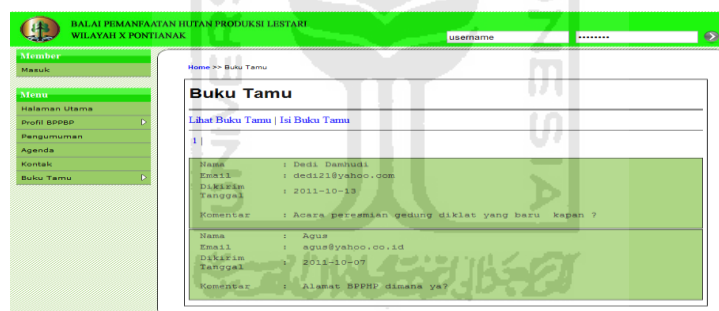 BALAI PEMANFAATAN HUTAN PRODUKSI LESTARI
WILAYAH X PONTIANAK
username
••••••••
Member
Masuk
Menu
Halaman Utama
Profil BPPBP
Pengumuman
Agenda
Kontak
Buku Tamu
Home >> Buku Tamu
Buku Tamu
Lihat Buku Tamu | Isi Buku Tamu
1 |
Nama : Dedi Damhudi
Email : dedi21@yahoo.com
Dikirim Tanggal : 2011-10-13
Komentar : Acara peresmian gedung diklat yang baru kapan ?
Nama : Agus
Email : agus@yahoo.co.id
Dikirim Tanggal : 2011-10-07
Komentar : Alamat BPPHP dimana ya?